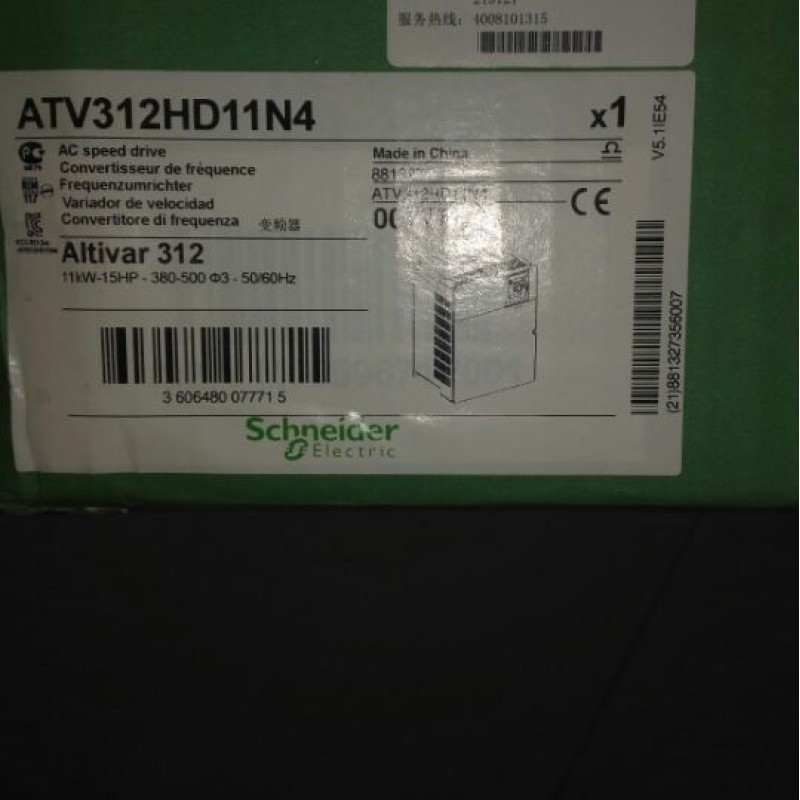 服务热线: 4008101315
ATV312HD11N4
x1
AC speed drive
Convertisseur de fréquence
Frequenzumrichter
Variador de velocidad
Convertitore di frequenza 变频器
Made in China
CE
V5.1IE54
Altivar 312
11kW-15HP - 380-500 Φ3 - 50/60Hz
3 606480 07771 5
(21)881327356007
Schneider
Electric